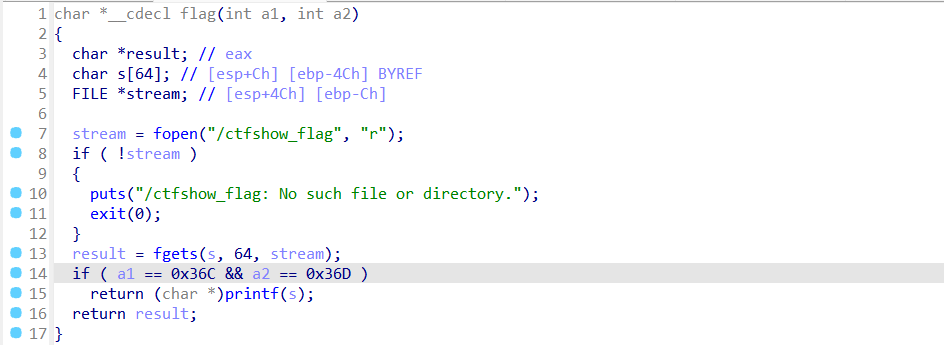 1 char *__cdecl flag(int a1, int a2)
2 {
3 char *result; // eax
4 char s[64]; // [esp+Ch] [ebp-4Ch] BYREF
5 FILE *stream; // [esp+4Ch] [ebp-Ch]
6
7 stream = fopen("/ctfshow_flag", "r");
8 if ( !stream )
9 {
10 puts("/ctfshow_flag: No such file or directory.");
11 exit(0);
12 }
13 result = fgets(s, 64, stream);
14 if ( a1 == 0x36C && a2 == 0x36D )
15 return (char *)printf(s);
16 return result;
17 }